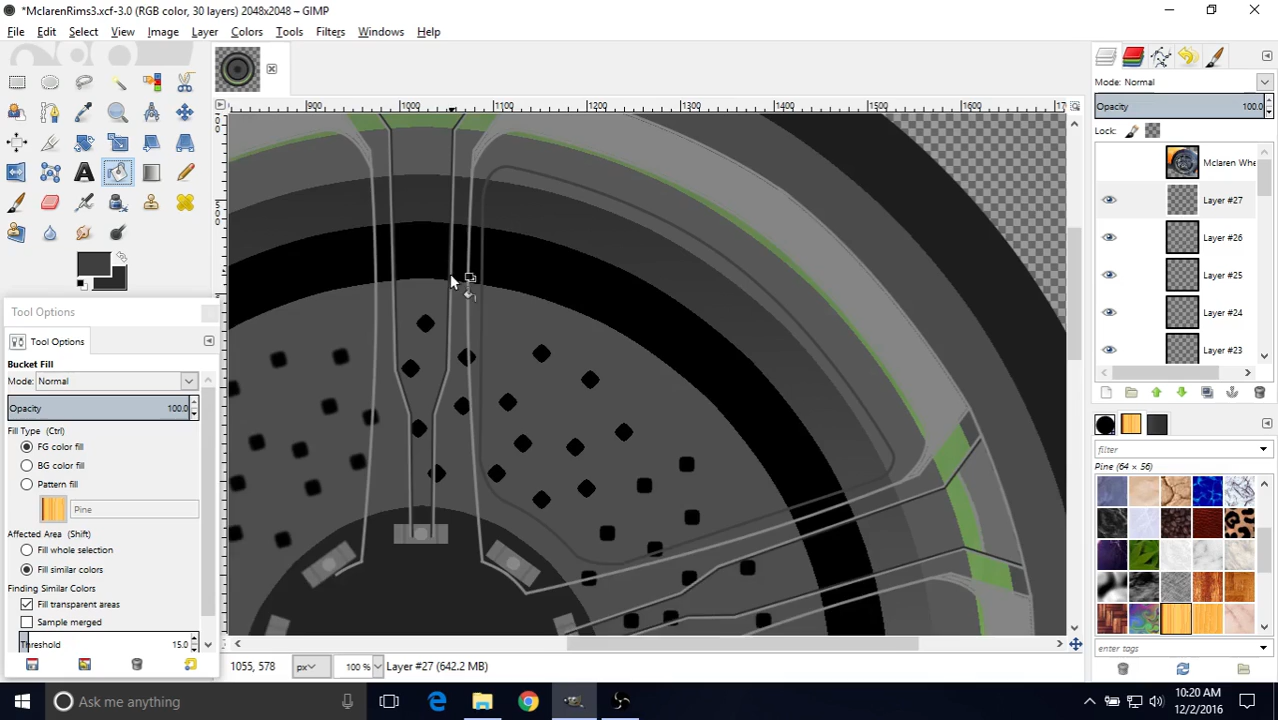 *MclarenRims3.xcf-3.0 (RGB color, 30 layers) 2048x2048 – GIMP
File Edit Select View Image Layer Colors Tools Filters Windows Help
900 1000 1100 1200 1300 1400 1500 1600
Tool Options
Tool Options
Bucket Fill
Mode: Normal
Opacity 100.0
Fill Type (Ctrl)
FG color fill
BG color fill
Pattern fill
Pine
Affected Area (Shift)
Fill whole selection
Fill similar colors
Finding Similar Colors
Fill transparent areas
Sample merged
Threshold 15.0
Mode: Normal
Opacity 100.0
Lock:
Mclaren Whe
Layer #27
Layer #26
Layer #25
Layer #24
Layer #23
filter
Pine (64 × 56)
enter tags
1055, 578 px 100 % Layer #27 (642.2 MB)
Ask me anything
10:20 AM
12/2/2016